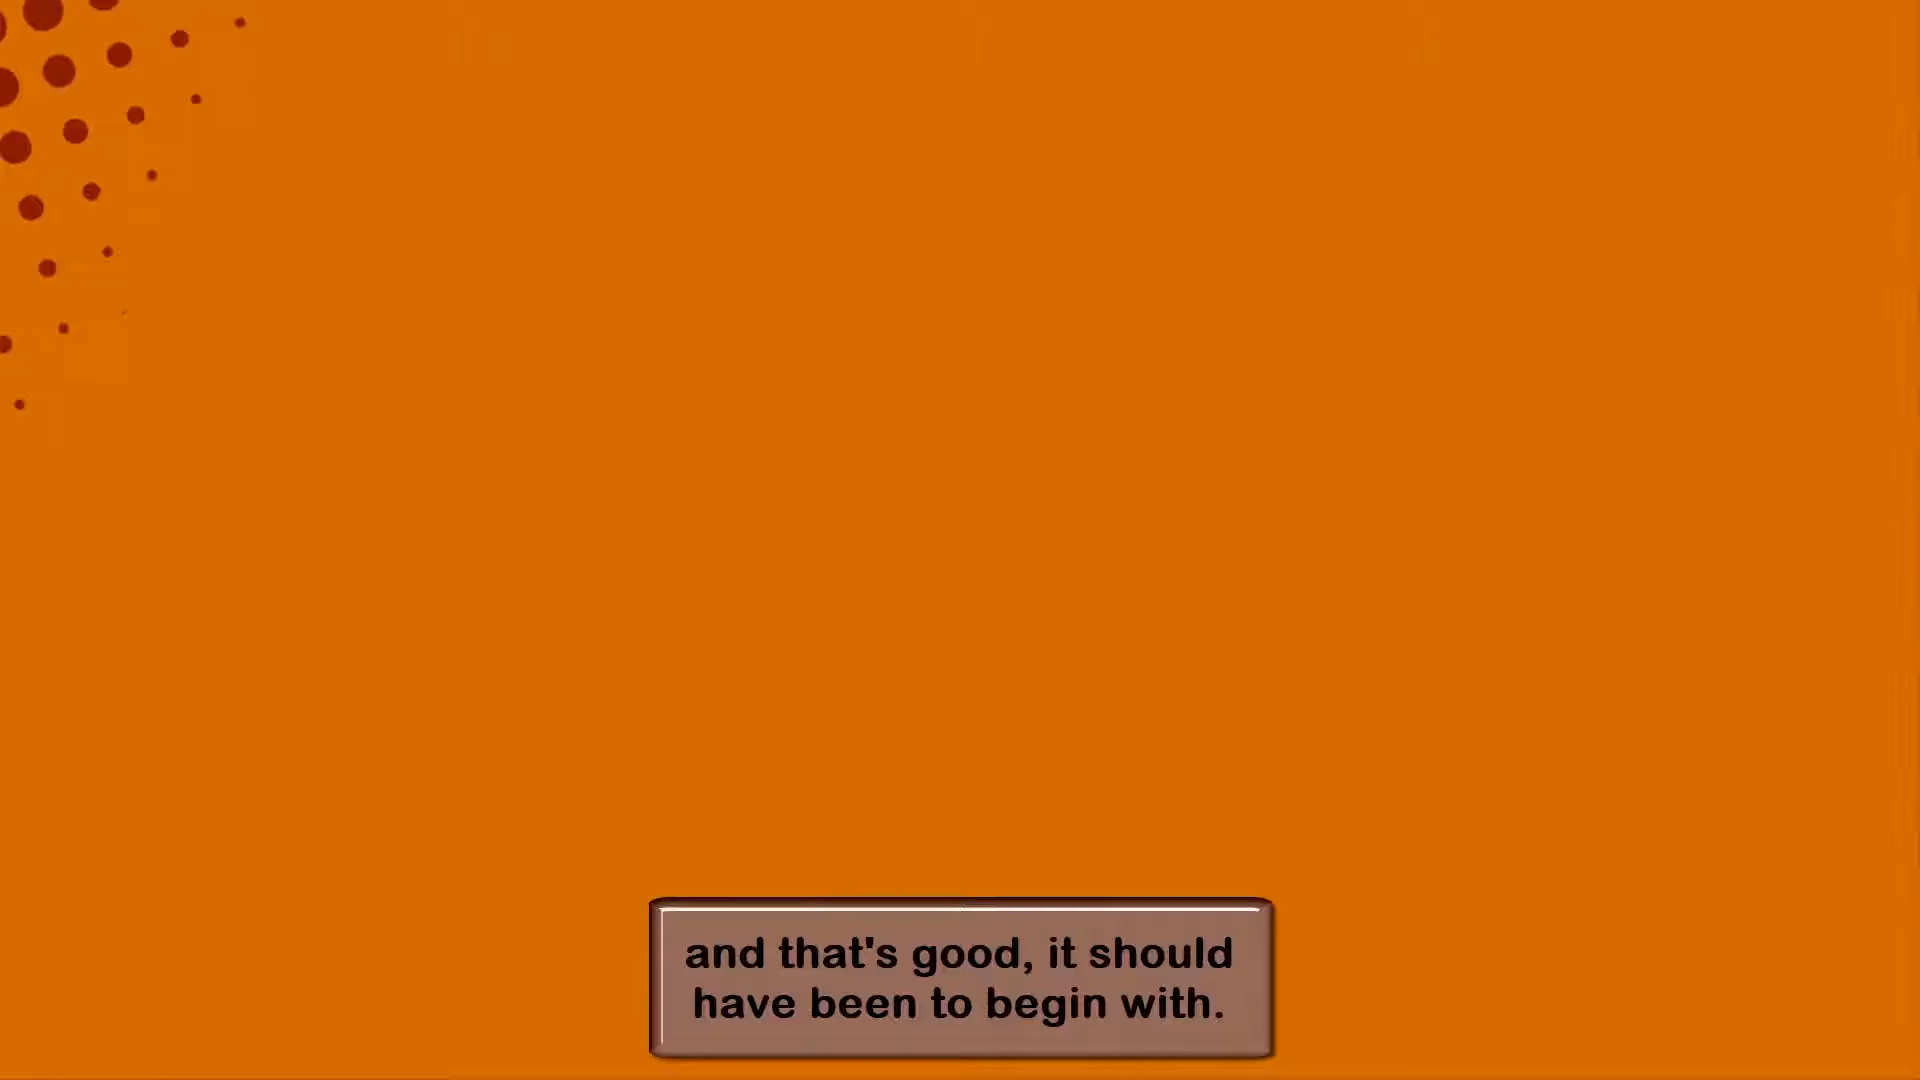 and that's good, it should
have been to begin with.